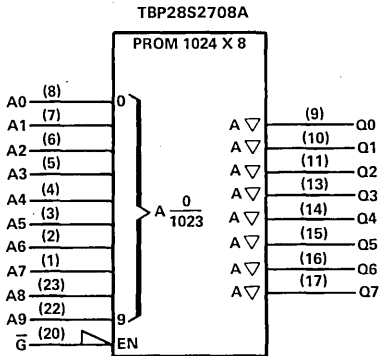 TBP28S2708A
PROM 1024 X 8
A0 (8) 0
A1 (7)
A2 (6)
A3 (5)
A4 (4)
A5 (3)
A6 (2)
A7 (1)
A8 (23)
A9 (22) 9
G̅ (20) EN
A 0
1023
A ▽ (9) Q0
A ▽ (10) Q1
A ▽ (11) Q2
A ▽ (13) Q3
A ▽ (14) Q4
A ▽ (15) Q5
A ▽ (16) Q6
A ▽ (17) Q7